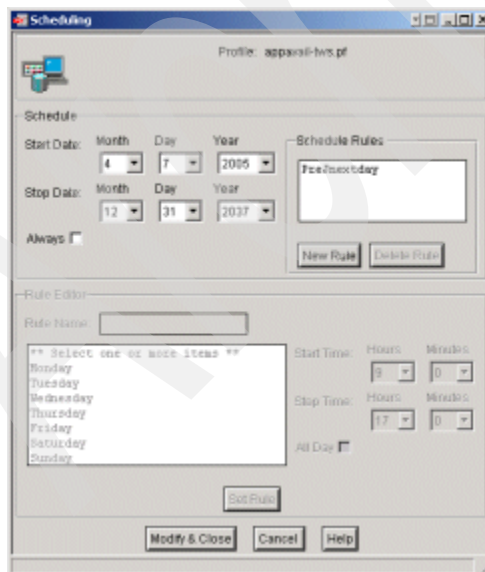 Scheduling
Profile: appavail-tws.pf
Schedule
Start Date: Month Day Year
4 7 2005
Stop Date: Month Day Year
12 31 2037
Always
Schedule Rules
New Rule Delete Rule
Rule Editor
Rule Name:
** Select one or more items **
Monday
Tuesday
Wednesday
Thursday
Friday
Saturday
Sunday
Start Time: Hours Minutes
9 0
Stop Time: Hours Minutes
17 0
All Day
Set Rule
Modify & Close Cancel Help